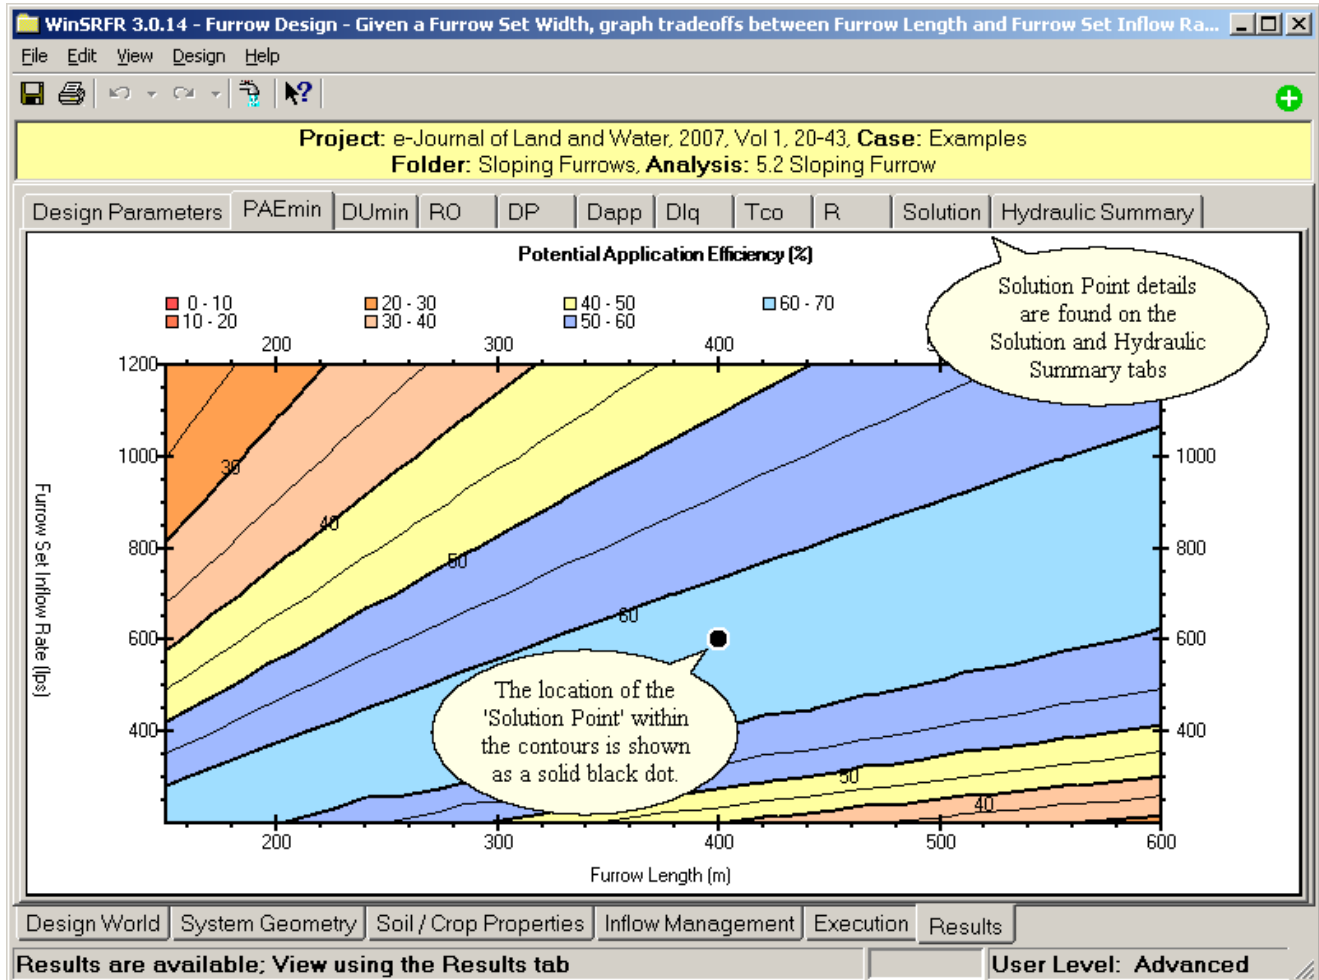 WinSRFR 3.0.14 - Furrow Design - Given a Furrow Set Width, graph tradeoffs between Furrow Length and Furrow Set Inflow Ra...
File Edit View Design Help
Project: e-Journal of Land and Water, 2007, Vol 1, 20-43, Case: Examples
Folder: Sloping Furrows, Analysis: 5.2 Sloping Furrow
Design Parameters PAEmin DUmin RO DP Dapp Dlq Tco R Solution Hydraulic Summary
Potential Application Efficiency (%)
0 - 10 20 - 30 40 - 50 60 - 70
10 - 20 30 - 40 50 - 60
Solution Point details
are found on the
Solution and Hydraulic
Summary tabs
200 300 400
1200
1000 1000
800 800
600 600
400 400
30
40
50
60
50
40
Furrow Set Inflow Rate (lps)
The location of the
'Solution Point' within
the contours is shown
as a solid black dot.
200 300 400 500 600
Furrow Length (m)
Design World System Geometry Soil / Crop Properties Inflow Management Execution Results
Results are available; View using the Results tab User Level: Advanced